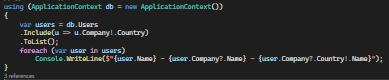 using (ApplicationContext db = new ApplicationContext())
{
var users = db.Users
.Include(u => u.Company!.Country)
.ToList();
foreach (var user in users)
Console.WriteLine($"{user.Name} - {user.Company?.Name} - {user.Company?.Country!.Name}");
}
3 references